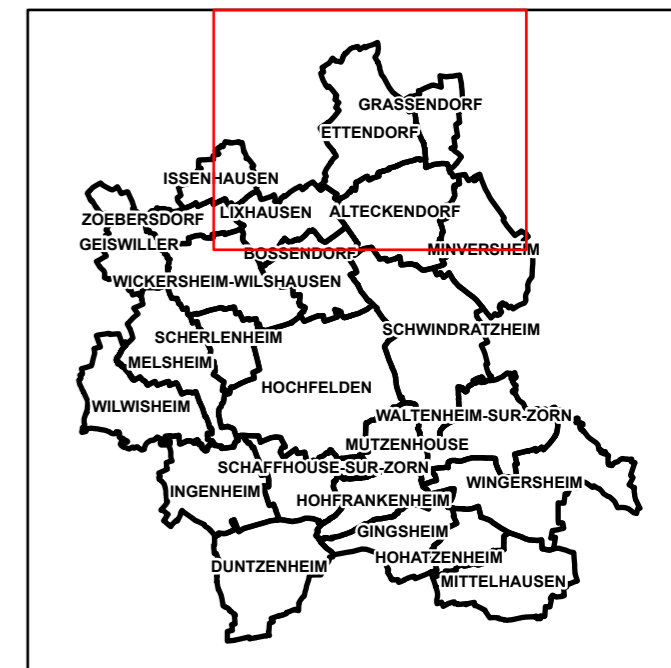 GRASSENDORF
ETTENDORF
ISSENHAUSEN
ZOEBERSDORF
LIXHAUSEN
ALTECKENDORF
GEISWILLER
BOSSENDORF
MINVERSHEIM
WICKERSHEIM-WILSHAUSEN
SCHERLENHEIM
SCHWINDRATZHEIM
MELSHEIM
HOCHFELDEN
WILWISHEIM
WALTENHEIM-SUR-ZORN
MUTZENHOUSE
SCHAFFHOUSE-SUR-ZORN
INGENHEIM
WINGERSHEIM
HOHFRANKENHEIM
GINGSHEIM
DUNTZENHEIM
HOHATZENHEIM
MITTELHAUSEN